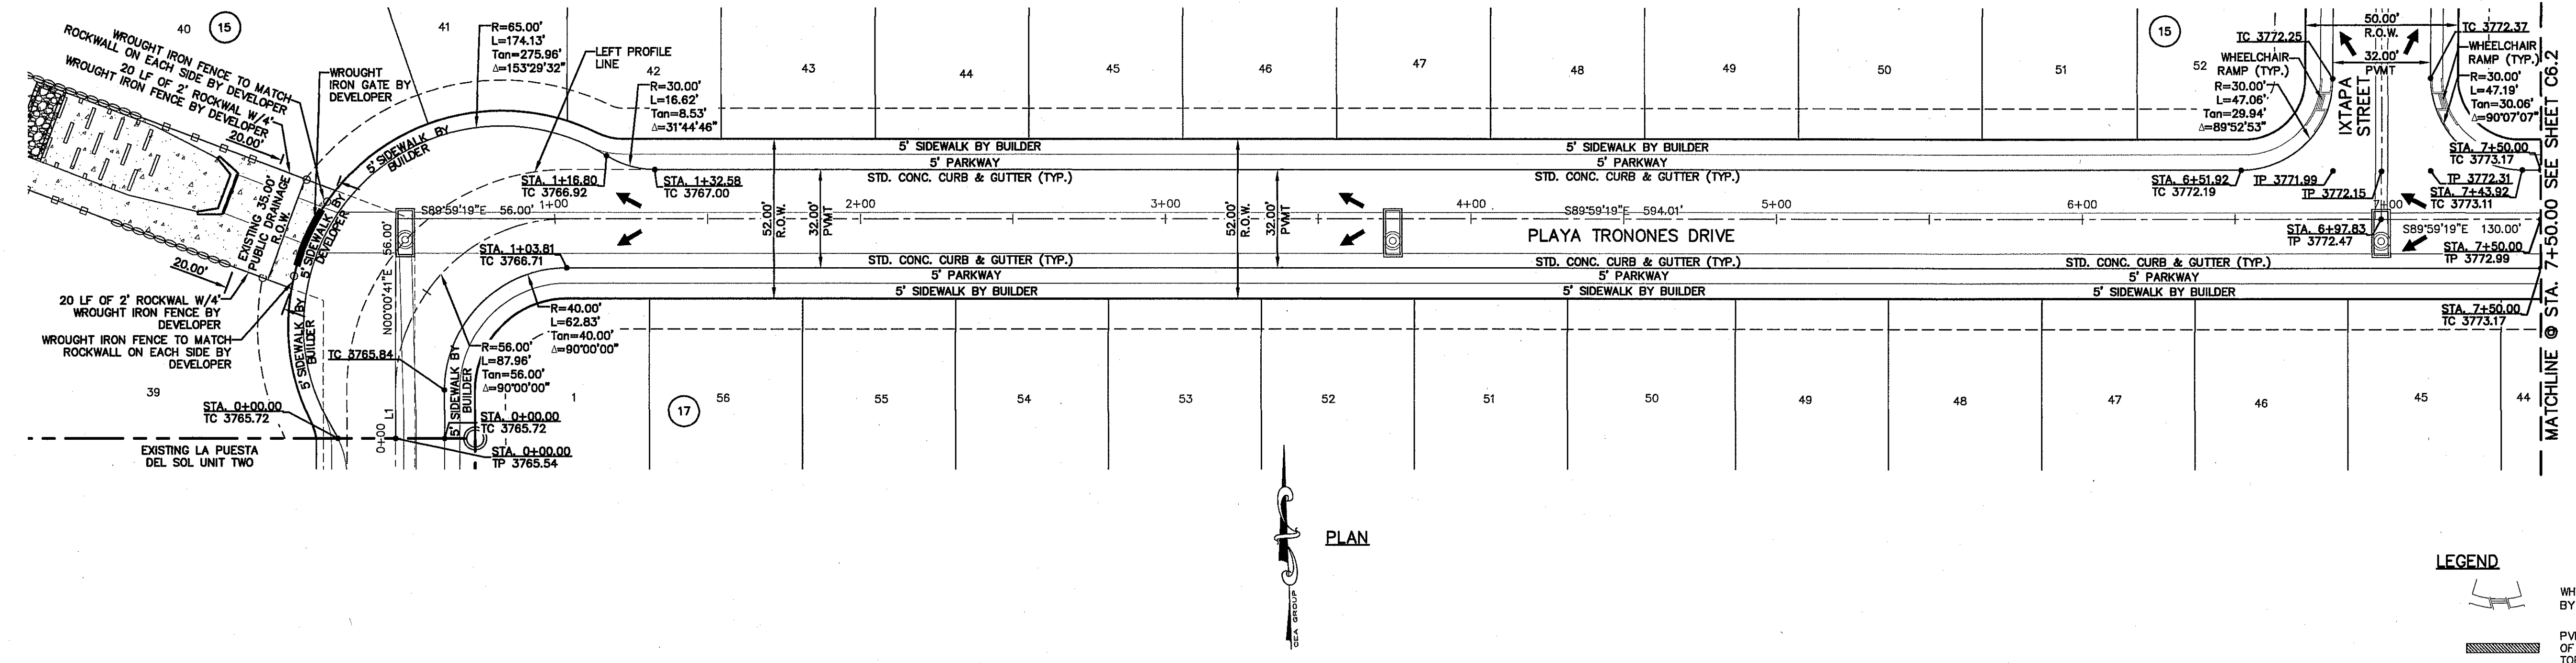 40
15
41
WROUGHT IRON FENCE TO MATCH
ROCKWALL ON EACH SIDE BY DEVELOPER
20 LF OF 2' ROCKWAL W/4'
WROUGHT IRON FENCE BY DEVELOPER
20.00'
WROUGHT
IRON GATE BY
DEVELOPER
R=65.00'
L=174.13'
Tan=275.96'
Δ=153°29'32"
LEFT PROFILE
LINE
42
R=30.00'
L=16.62'
Tan=8.53'
Δ=31°44'46"
43
44
45
46
47
48
49
50
51
52
15
TC 3772.25
WHEELCHAIR
RAMP (TYP.)
R=30.00'
L=47.06'
Tan=29.94'
Δ=89°52'53"
50.00'
R.O.W.
32.00'
PVMT
IXTAPA
STREET
TC 3772.37
WHEELCHAIR
RAMP (TYP.)
R=30.00'
L=47.19'
Tan=30.06'
Δ=90°07'07"
5' SIDEWALK BY
BUILDER
5' SIDEWALK BY BUILDER
5' PARKWAY
STD. CONC. CURB & GUTTER (TYP.)
5' SIDEWALK BY BUILDER
5' PARKWAY
STD. CONC. CURB & GUTTER (TYP.)
STA. 1+16.80
TC 3766.92
STA. 1+32.58
TC 3767.00
STA. 6+51.92
TC 3772.19
TP 3771.99
TP 3772.15
STA. 7+50.00
TC 3773.17
TP 3772.31
STA. 7+43.92
TC 3773.11
EXISTING 35.00'
PUBLIC DRAINAGE
R.O.W.
5' SIDEWALK BY
DEVELOPER
S89°59'19"E 56.00'
1+00
2+00
3+00
4+00
5+00
6+00
7+00
52.00'
R.O.W.
32.00'
PVMT
52.00'
R.O.W.
32.00'
PVMT
S89°59'19"E 594.01'
PLAYA TRONONES DRIVE
STA. 6+97.83
TP 3772.47
S89°59'19"E 130.00'
STA. 7+50.00
TP 3772.99
STA. 1+03.81
TC 3766.71
20.00'
N00°00'41"E 56.00'
STD. CONC. CURB & GUTTER (TYP.)
5' PARKWAY
5' SIDEWALK BY BUILDER
STD. CONC. CURB & GUTTER (TYP.)
5' PARKWAY
5' SIDEWALK BY BUILDER
STD. CONC. CURB & GUTTER (TYP.)
5' PARKWAY
5' SIDEWALK BY BUILDER
STA. 7+50.00
TC 3773.17
MATCHLINE @ STA. 7+50.00 SEE SHEET C6.2
20 LF OF 2' ROCKWAL W/4'
WROUGHT IRON FENCE BY
DEVELOPER
WROUGHT IRON FENCE TO MATCH
ROCKWALL ON EACH SIDE BY
DEVELOPER
5' SIDEWALK BY
BUILDER
TC 3765.84
R=40.00'
L=62.83'
Tan=40.00'
Δ=90°00'00"
R=56.00'
L=87.96'
Tan=56.00'
Δ=90°00'00"
5' SIDEWALK BY
BUILDER
39
STA. 0+00.00
TC 3765.72
0+00
L1
STA. 0+00.00
TC 3765.72
STA. 0+00.00
TP 3765.54
EXISTING LA PUESTA
DEL SOL UNIT TWO
1
17
56
55
54
53
52
51
50
49
48
47
46
45
44
PLAN
CEA GROUP
LEGEND
WH
BY
PV
OF
TO